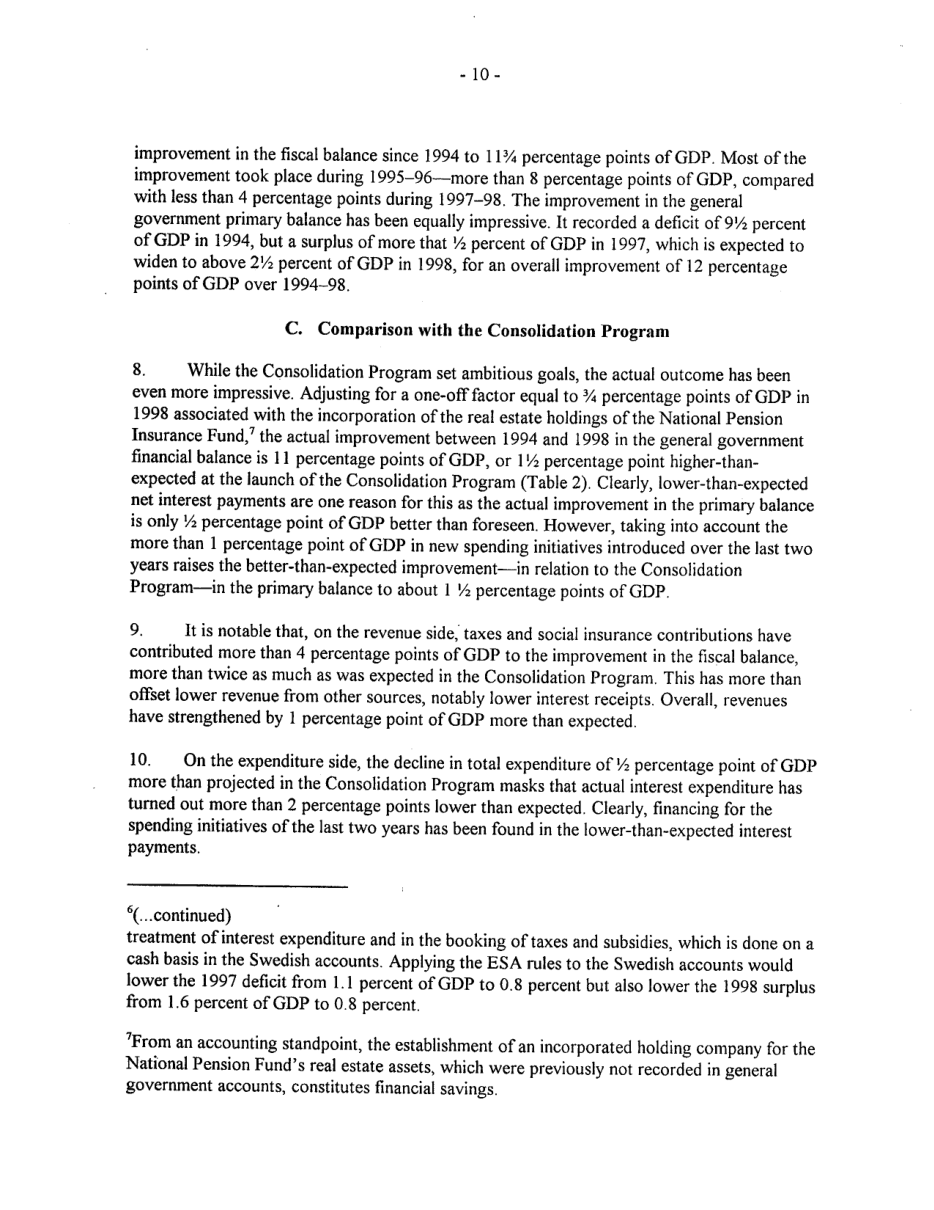 - 10 -
improvement in the fiscal balance since 1994 to 11¾ percentage points of GDP. Most of the
improvement took place during 1995–96—more than 8 percentage points of GDP, compared
with less than 4 percentage points during 1997–98. The improvement in the general
government primary balance has been equally impressive. It recorded a deficit of 9½ percent
of GDP in 1994, but a surplus of more that ½ percent of GDP in 1997, which is expected to
widen to above 2½ percent of GDP in 1998, for an overall improvement of 12 percentage
points of GDP over 1994–98.
C. Comparison with the Consolidation Program
8. While the Consolidation Program set ambitious goals, the actual outcome has been
even more impressive. Adjusting for a one-off factor equal to ¾ percentage points of GDP in
1998 associated with the incorporation of the real estate holdings of the National Pension
Insurance Fund,⁷ the actual improvement between 1994 and 1998 in the general government
financial balance is 11 percentage points of GDP, or 1½ percentage point higher-than-
expected at the launch of the Consolidation Program (Table 2). Clearly, lower-than-expected
net interest payments are one reason for this as the actual improvement in the primary balance
is only ½ percentage point of GDP better than foreseen. However, taking into account the
more than 1 percentage point of GDP in new spending initiatives introduced over the last two
years raises the better-than-expected improvement—in relation to the Consolidation
Program—in the primary balance to about 1 ½ percentage points of GDP.
9. It is notable that, on the revenue side, taxes and social insurance contributions have
contributed more than 4 percentage points of GDP to the improvement in the fiscal balance,
more than twice as much as was expected in the Consolidation Program. This has more than
offset lower revenue from other sources, notably lower interest receipts. Overall, revenues
have strengthened by 1 percentage point of GDP more than expected.
10. On the expenditure side, the decline in total expenditure of ½ percentage point of GDP
more than projected in the Consolidation Program masks that actual interest expenditure has
turned out more than 2 percentage points lower than expected. Clearly, financing for the
spending initiatives of the last two years has been found in the lower-than-expected interest
payments.
⁶(...continued)
treatment of interest expenditure and in the booking of taxes and subsidies, which is done on a
cash basis in the Swedish accounts. Applying the ESA rules to the Swedish accounts would
lower the 1997 deficit from 1.1 percent of GDP to 0.8 percent but also lower the 1998 surplus
from 1.6 percent of GDP to 0.8 percent.
⁷From an accounting standpoint, the establishment of an incorporated holding company for the
National Pension Fund's real estate assets, which were previously not recorded in general
government accounts, constitutes financial savings.